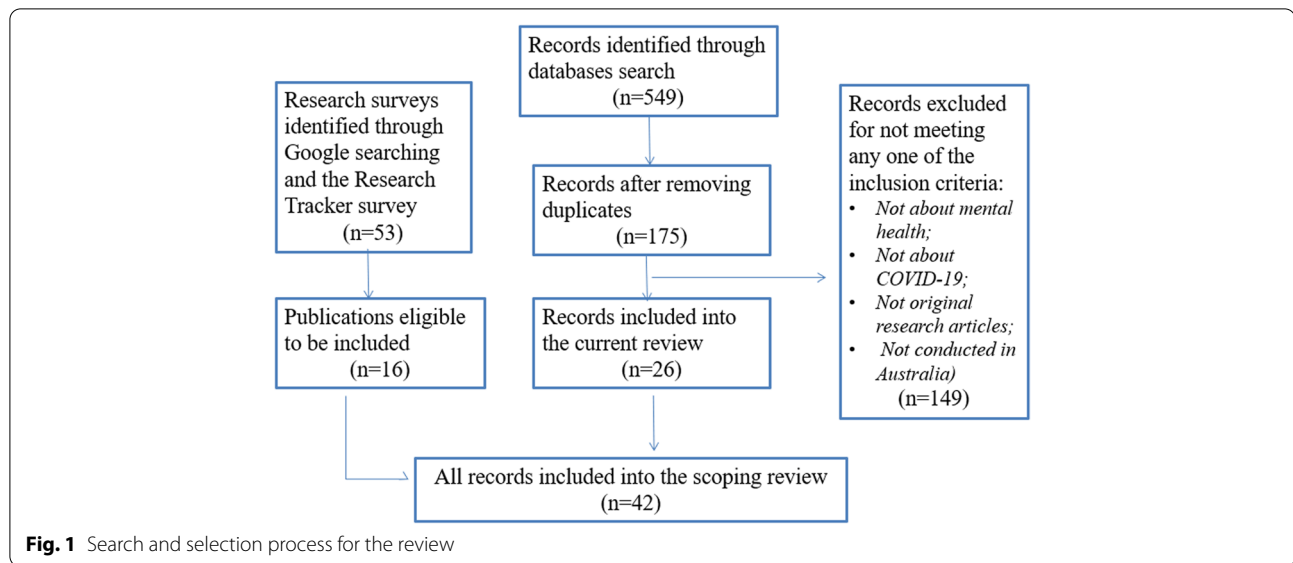 Records identified through
databases search
(n=549)
Research surveys
identified through
Google searching
and the Research
Tracker survey
(n=53)
Records after removing
duplicates
(n=175)
Records excluded
for not meeting
any one of the
inclusion criteria:
• Not about mental
health;
• Not about
COVID-19;
• Not original
research articles;
• Not conducted in
Australia)
(n=149)
Publications eligible
to be included
(n=16)
Records included into
the current review
(n=26)
All records included into the scoping review
(n=42)
Fig. 1 Search and selection process for the review